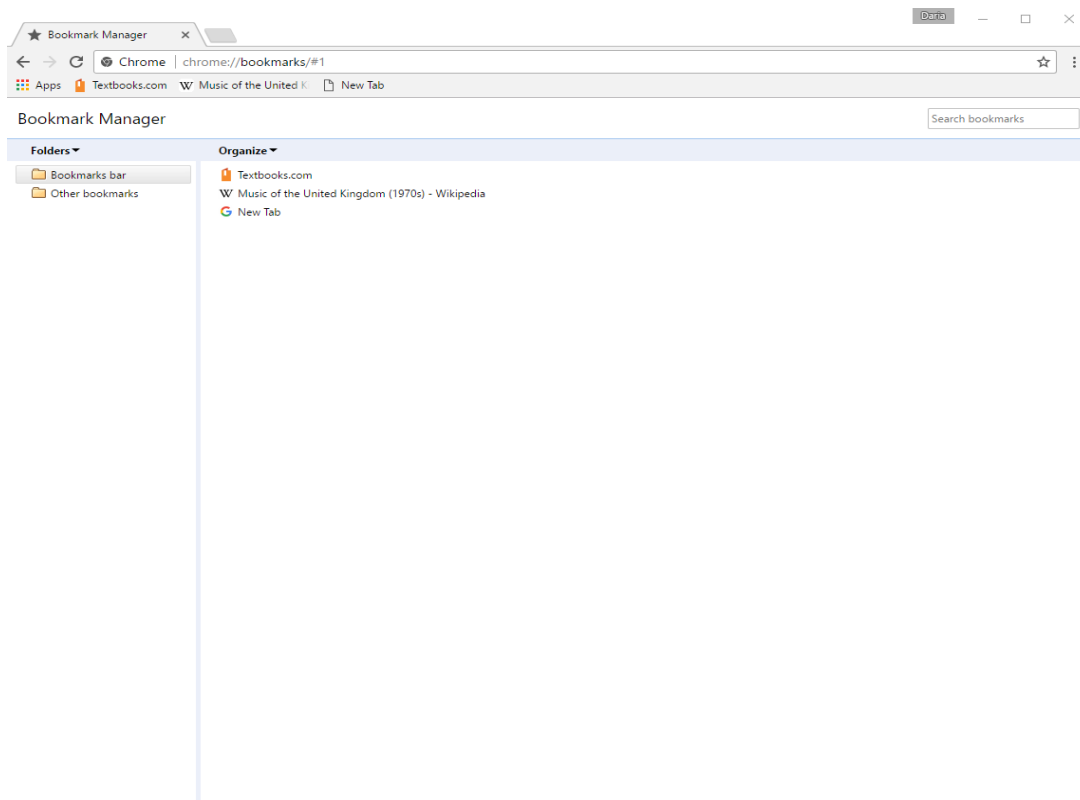 Daria
Bookmark Manager
Chrome chrome://bookmarks/#1
Apps Textbooks.com Music of the United K New Tab
Bookmark Manager Search bookmarks
Folders Organize
Bookmarks bar Textbooks.com
Other bookmarks Music of the United Kingdom (1970s) - Wikipedia
New Tab